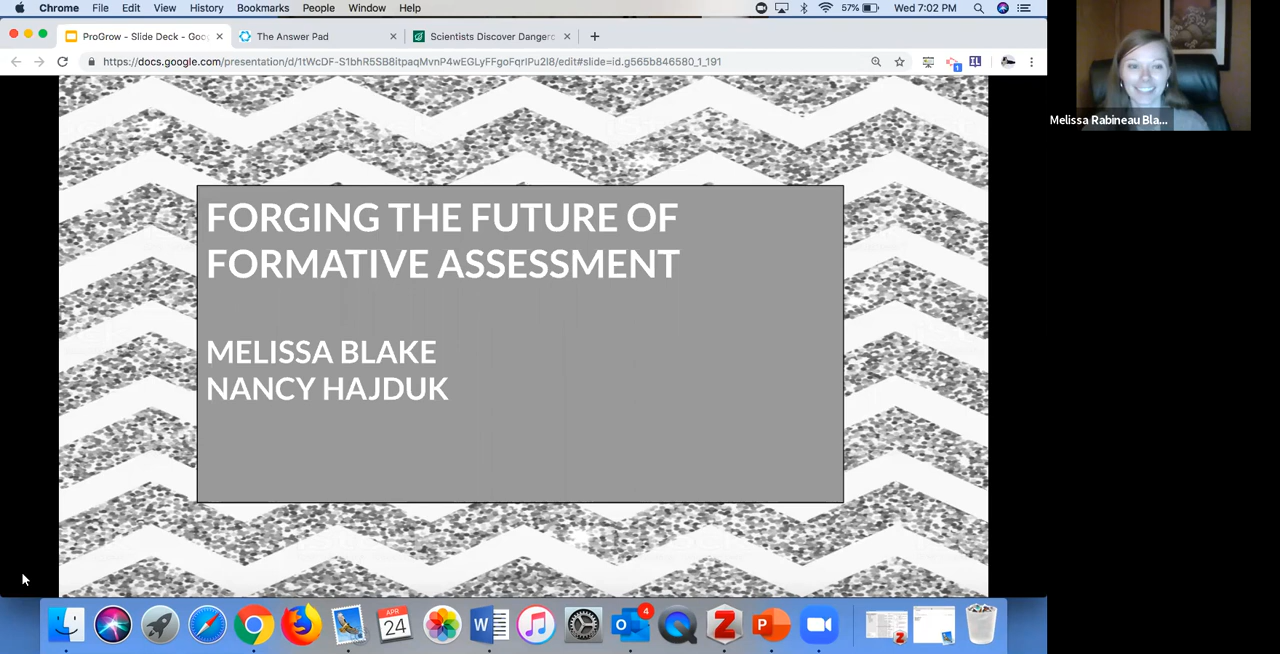 Chrome File Edit View History Bookmarks People Window Help 57% Wed 7:02 PM
ProGrow - Slide Deck - Goo The Answer Pad Scientists Discover Dangero
https://docs.google.com/presentation/d/1tWcDF-S1bhR5SB8itpaqMvnP4wEGLyFFgoFqrIPu2I8/edit#slide=id.g565b846580_1_191
1
IL
Melissa Rabineau Bla...
FORGING THE FUTURE OF
FORMATIVE ASSESSMENT
MELISSA BLAKE
NANCY HAJDUK
APR
24
W
O
4
Z
P
Z